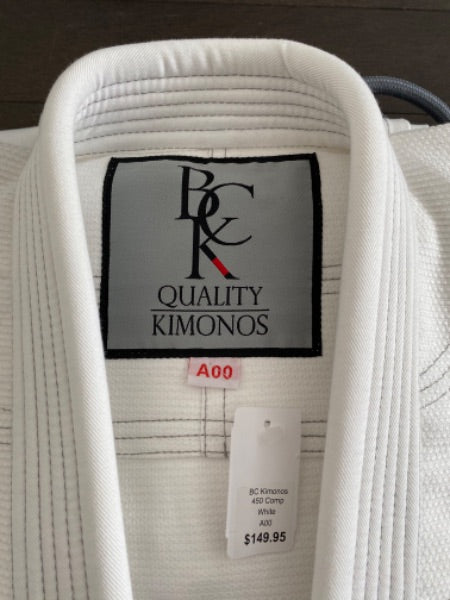 BCK
QUALITY
KIMONOS
A00
BC Kimonos
450 Comp
White
A00
$149.95